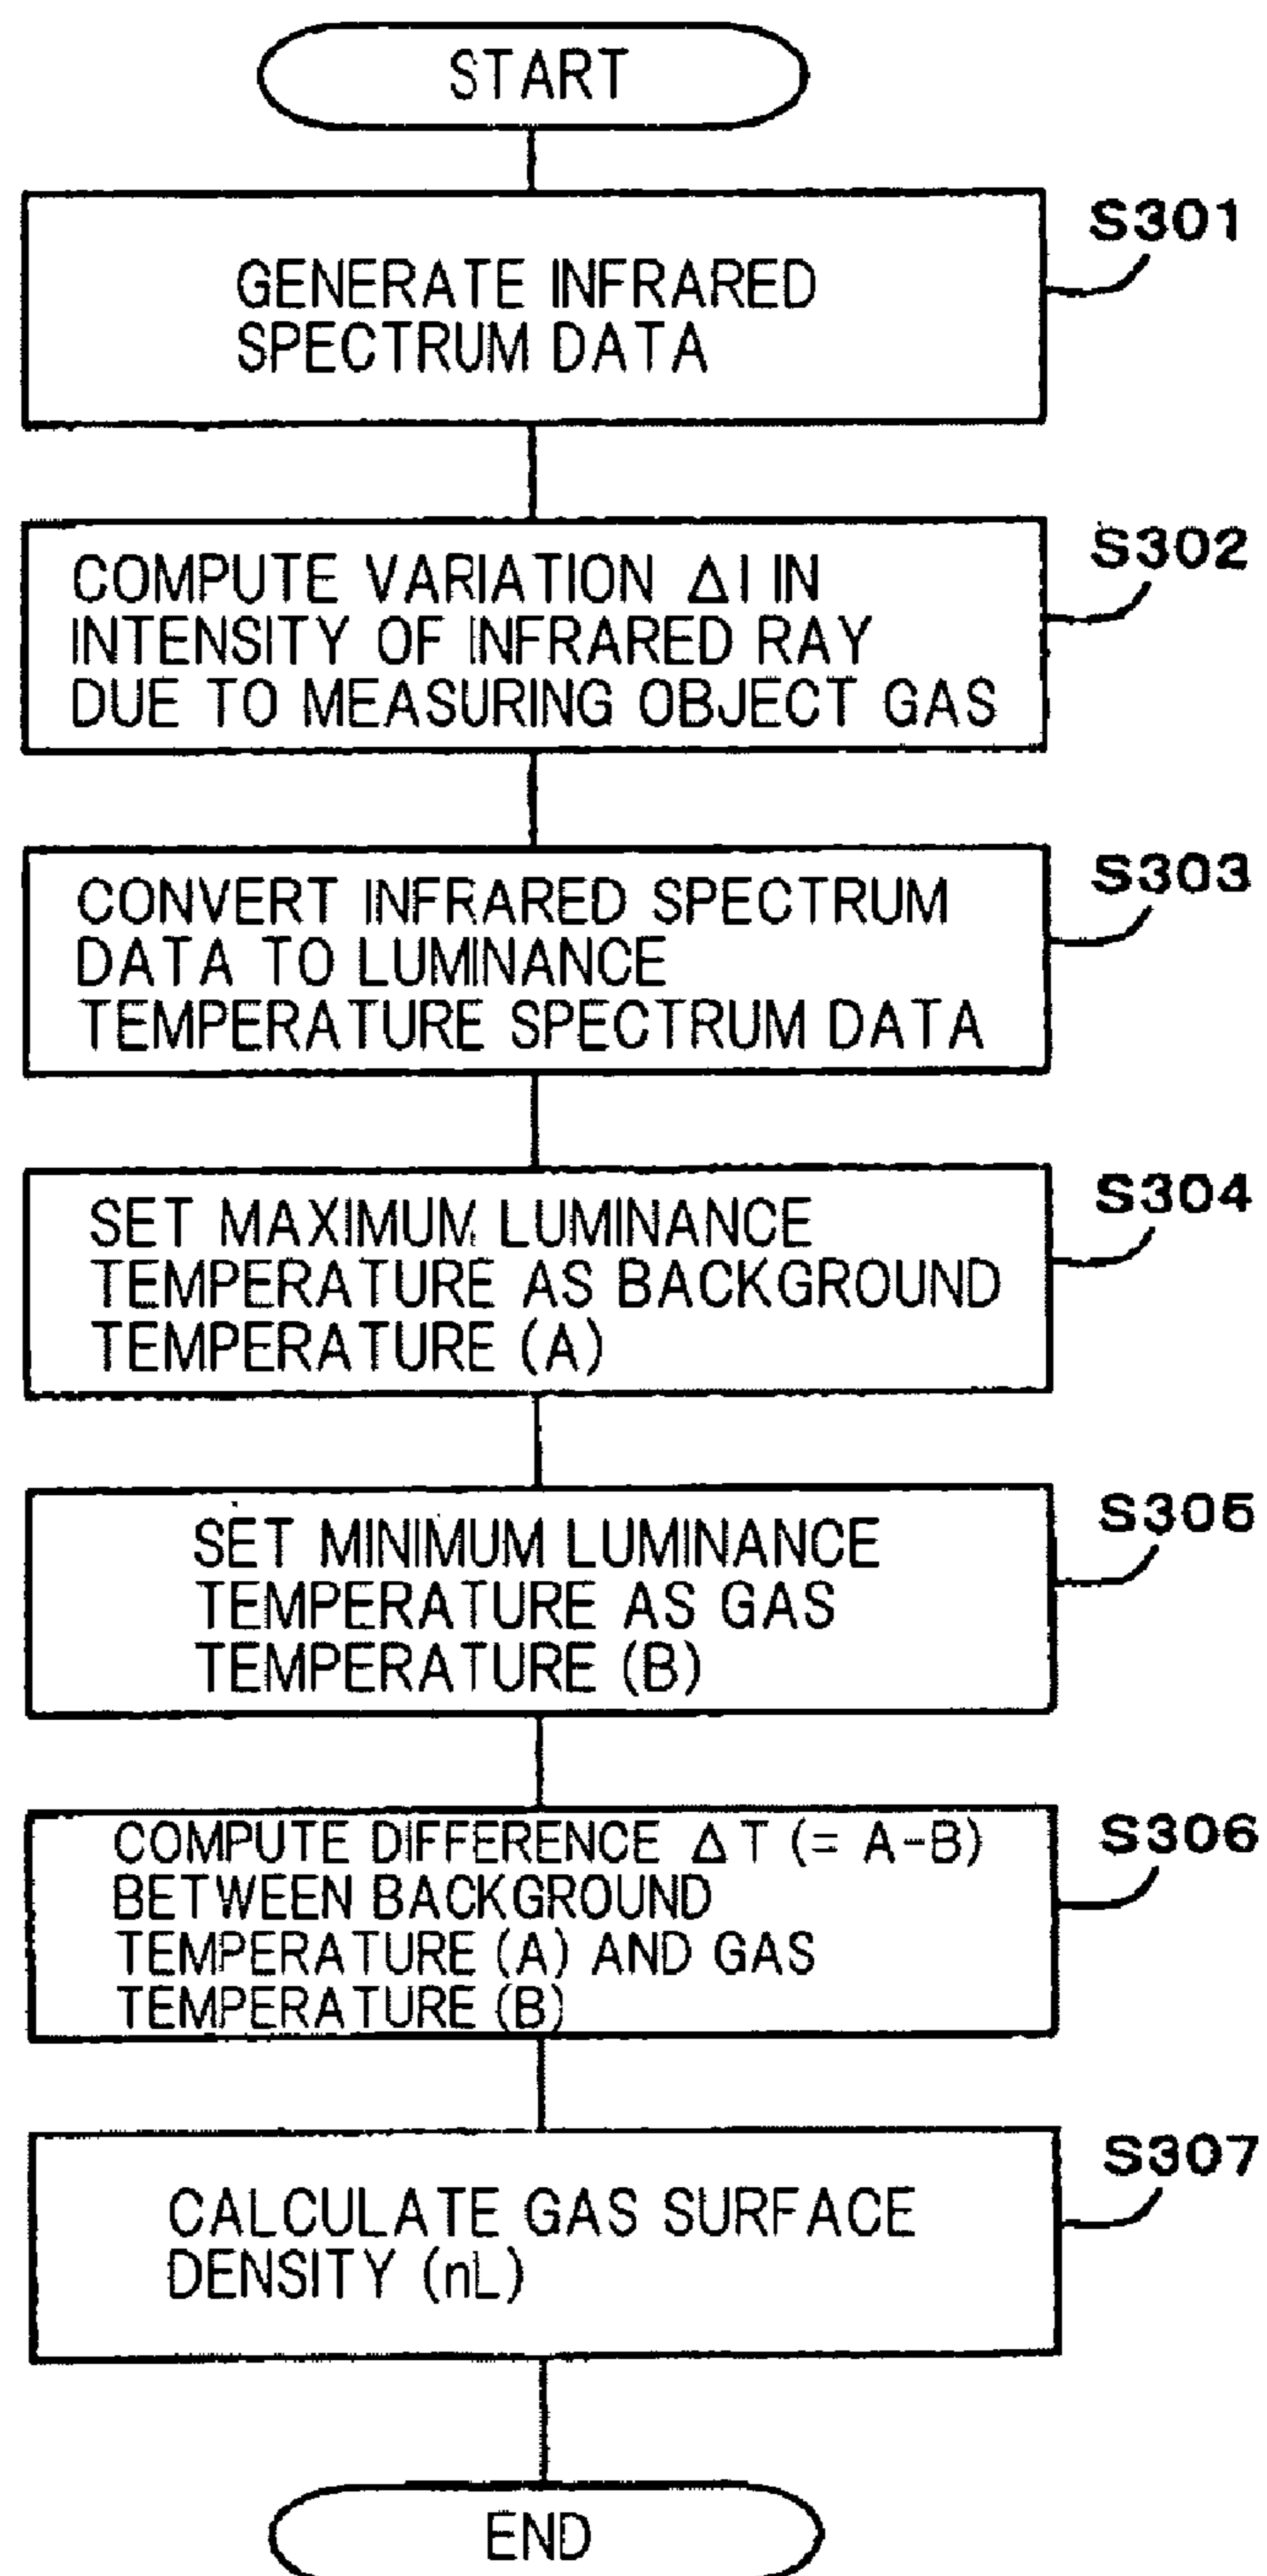 START
S301
GENERATE INFRARED
SPECTRUM DATA
S302
COMPUTE VARIATION ΔI IN
INTENSITY OF INFRARED RAY
DUE TO MEASURING OBJECT GAS
S303
CONVERT INFRARED SPECTRUM
DATA TO LUMINANCE
TEMPERATURE SPECTRUM DATA
S304
SET MAXIMUM LUMINANCE
TEMPERATURE AS BACKGROUND
TEMPERATURE (A)
S305
SET MINIMUM LUMINANCE
TEMPERATURE AS GAS
TEMPERATURE (B)
S306
COMPUTE DIFFERENCE ΔT (= A-B)
BETWEEN BACKGROUND
TEMPERATURE (A) AND GAS
TEMPERATURE (B)
S307
CALCULATE GAS SURFACE
DENSITY (nL)
END